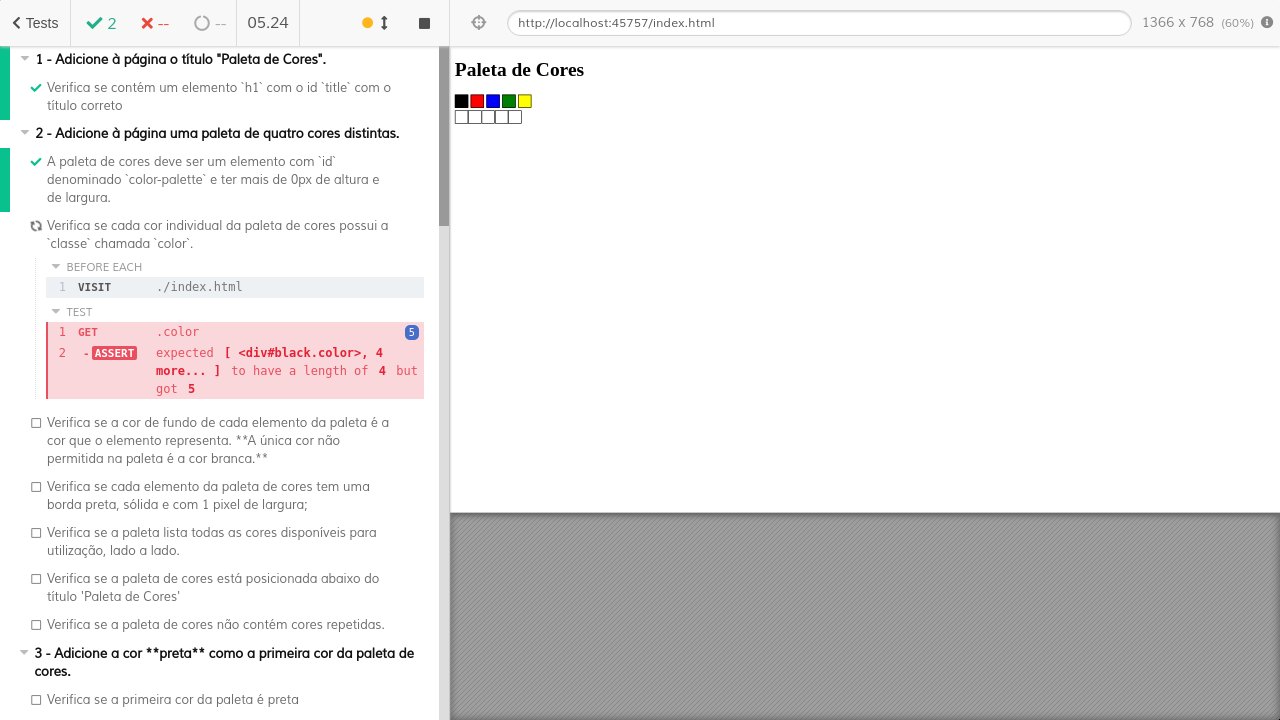 Tests 2 -- -- 05.24 http://localhost:45757/index.html 1366 x 768 (60%)
1 - Adicione à página o título "Paleta de Cores".
Verifica se contém um elemento `h1` com o id `title` com o
título correto
2 - Adicione à página uma paleta de quatro cores distintas.
A paleta de cores deve ser um elemento com `id`
denominado `color-palette` e ter mais de 0px de altura e
de largura.
Verifica se cada cor individual da paleta de cores possui a
`classe` chamada `color`.
BEFORE EACH
1 VISIT ./index.html
TEST
1 GET .color 5
2 -ASSERT expected [ <div#black.color>, 4
more... ] to have a length of 4 but
got 5
Verifica se a cor de fundo de cada elemento da paleta é a
cor que o elemento representa. **A única cor não
permitida na paleta é a cor branca.**
Verifica se cada elemento da paleta de cores tem uma
borda preta, sólida e com 1 pixel de largura;
Verifica se a paleta lista todas as cores disponíveis para
utilização, lado a lado.
Verifica se a paleta de cores está posicionada abaixo do
título 'Paleta de Cores'
Verifica se a paleta de cores não contém cores repetidas.
3 - Adicione a cor **preta** como a primeira cor da paleta de
cores.
Verifica se a primeira cor da paleta é preta
Paleta de Cores